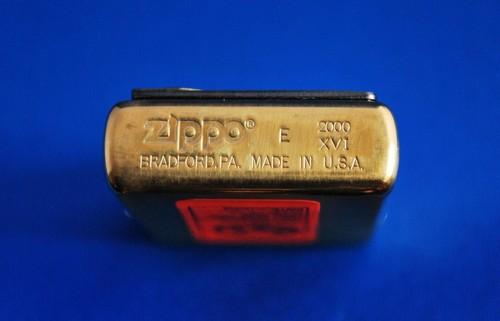 Zippo® E 2000
XVI
BRADFORD, PA. MADE IN U.S.A.